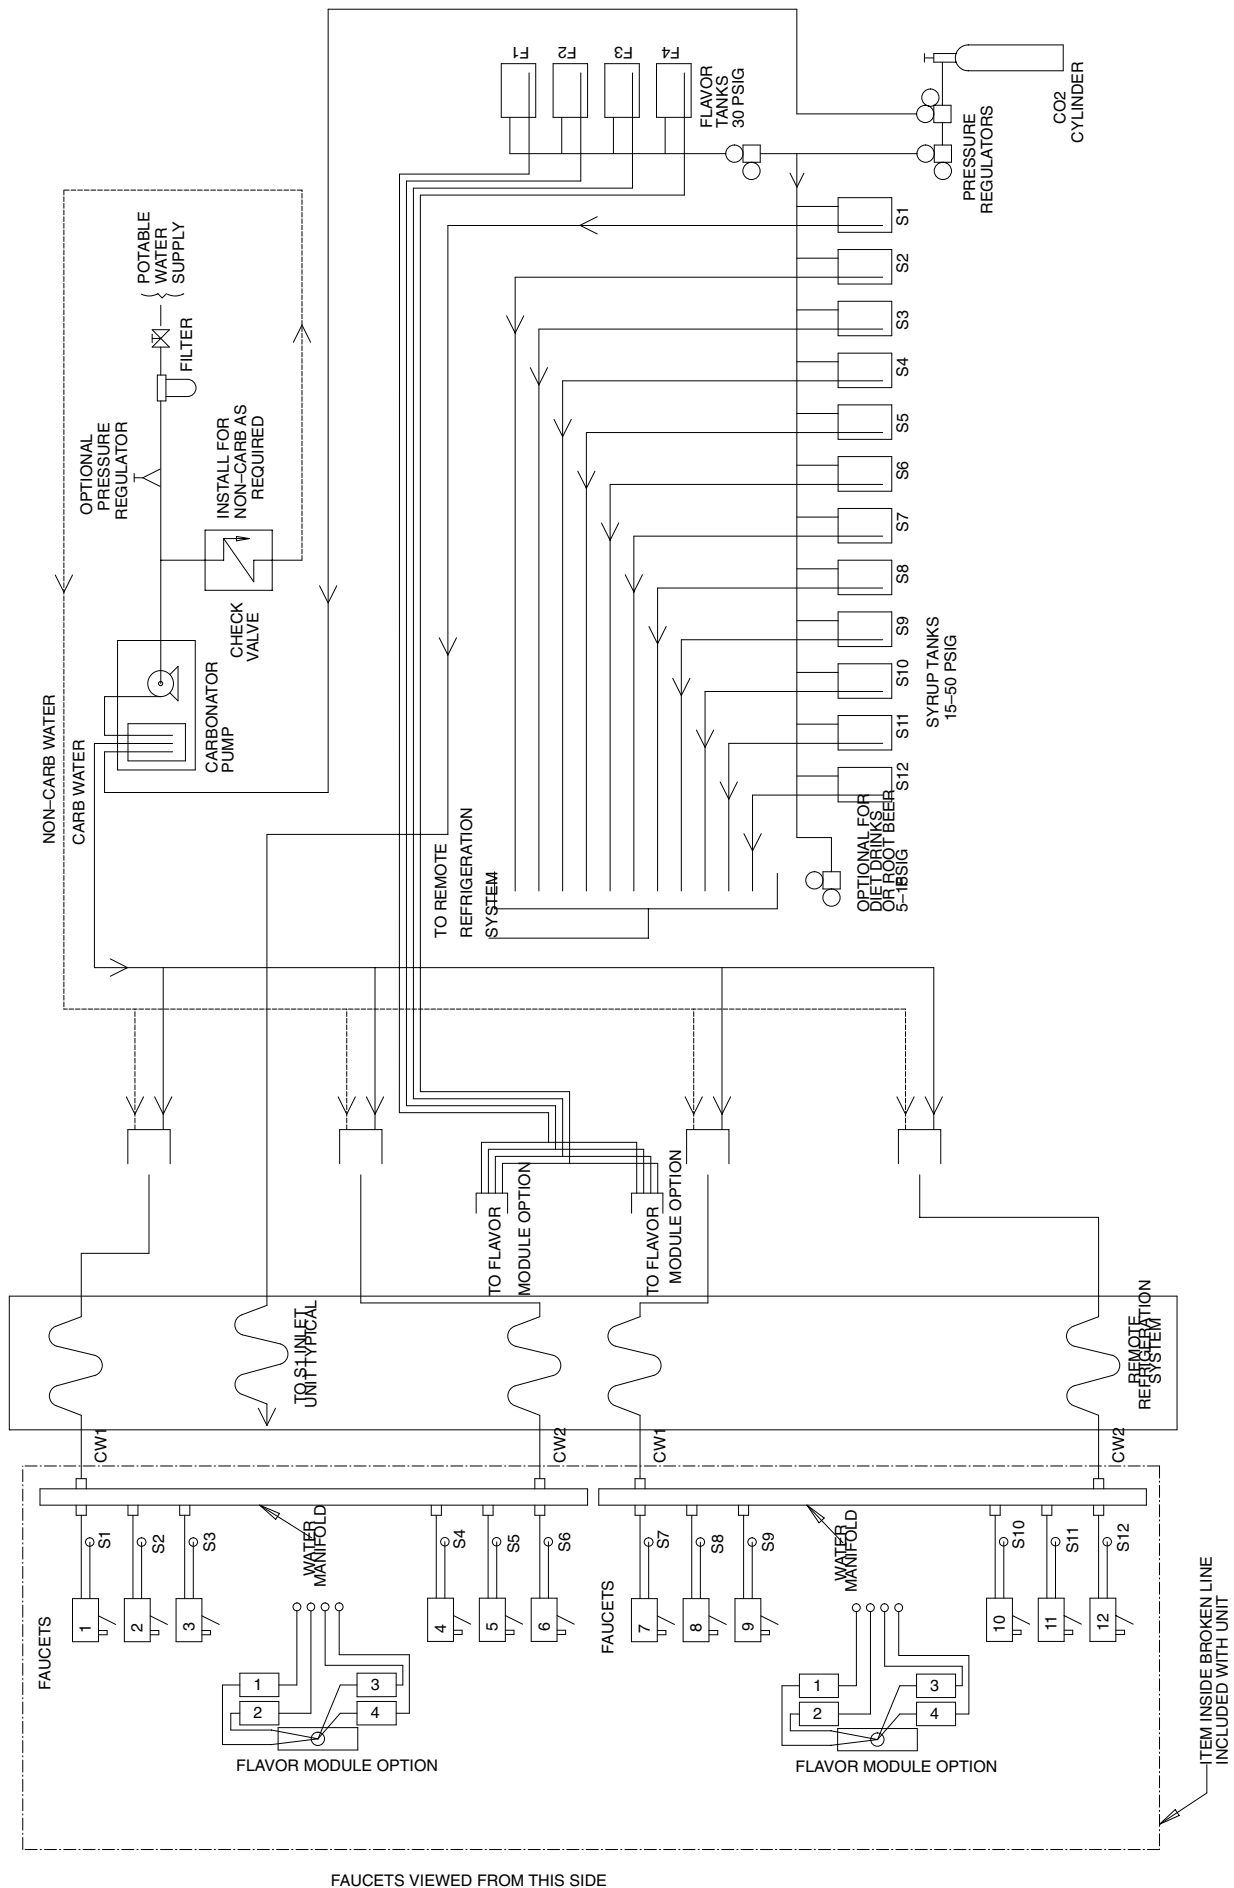 F1
F2
F3
F4
FLAVOR
TANKS
30 PSIG
CO2
CYLINDER
PRESSURE
REGULATORS
POTABLE
WATER
SUPPLY
FILTER
OPTIONAL
PRESSURE
REGULATOR
INSTALL FOR
NON–CARB AS
REQUIRED
CHECK
VALVE
CARBONATOR
PUMP
NON–CARB WATER
CARB WATER
S1
S2
S3
S4
S5
S6
S7
S8
S9
S10
S11
S12
SYRUP TANKS
15–50 PSIG
OPTIONAL FOR
DIET DRINKS
OR ROOT BEER
TO REMOTE
REFRIGERATION
SYSTEM
TO FLAVOR
MODULE OPTION
TO FLAVOR
MODULE OPTION
TO S1 INLET
UNIT TYPICAL
REMOTE
REFRIGERATION
SYSTEM
CW1
CW2
CW1
CW2
S1
S2
S3
WATER
MANIFOLD
S4
S5
S6
S7
S8
S9
WATER
MANIFOLD
S10
S11
S12
FAUCETS
1
2
3
4
5
6
FAUCETS
7
8
9
10
11
12
1
2
3
4
FLAVOR MODULE OPTION
1
2
3
4
FLAVOR MODULE OPTION
ITEM INSIDE BROKEN LINE
INCLUDED WITH UNIT
FAUCETS VIEWED FROM THIS SIDE